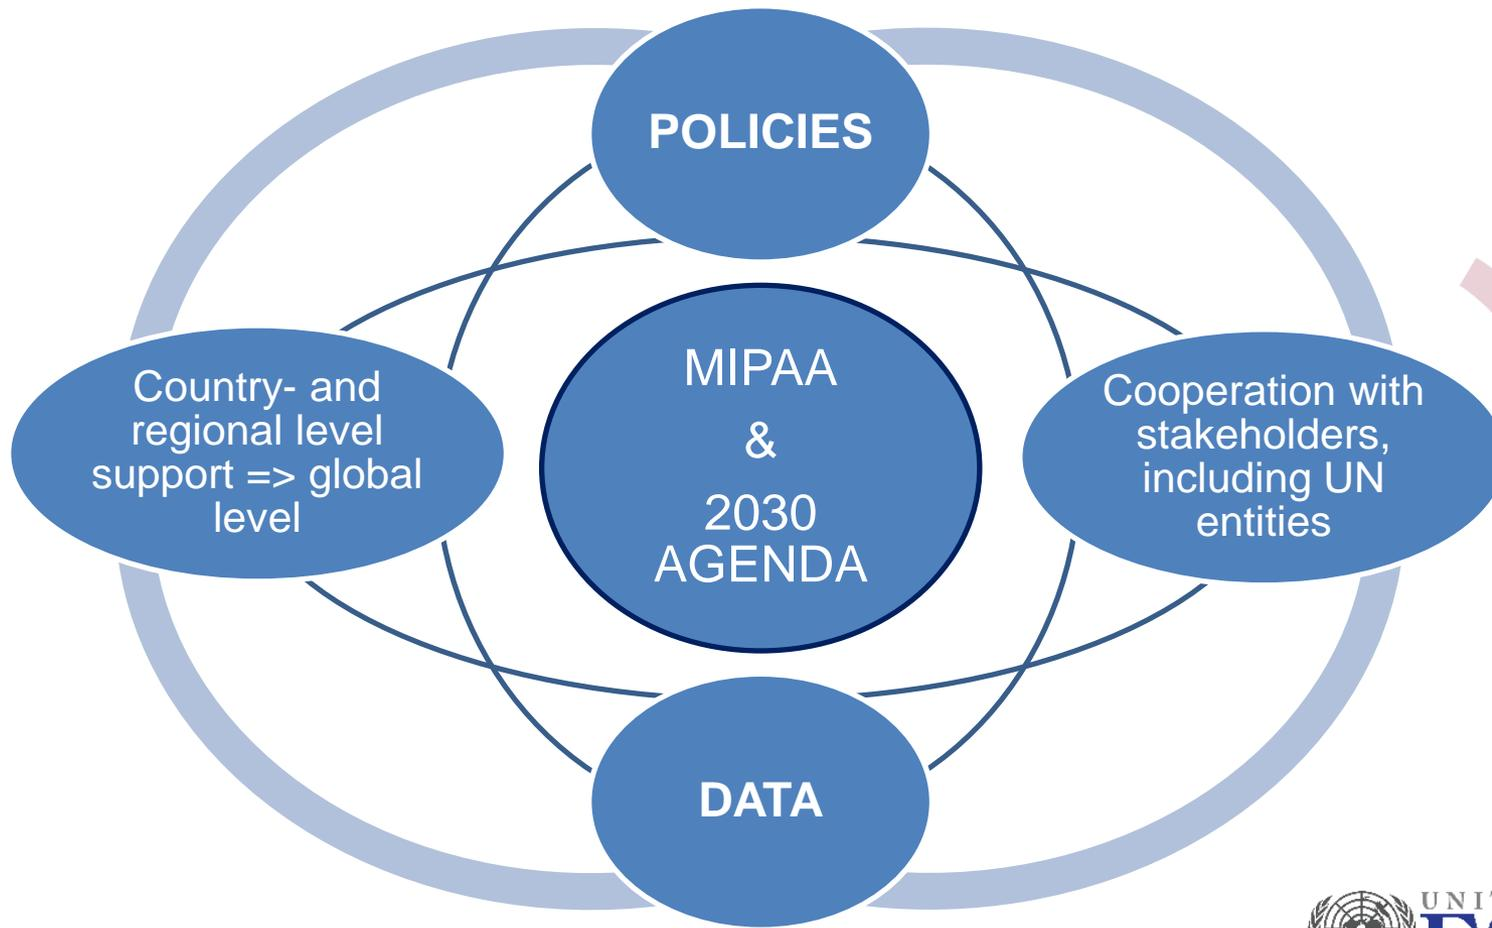 POLICIES
Country- and
regional level
support => global
level
MIPAA
&
2030
AGENDA
Cooperation with
stakeholders,
including UN
entities
DATA